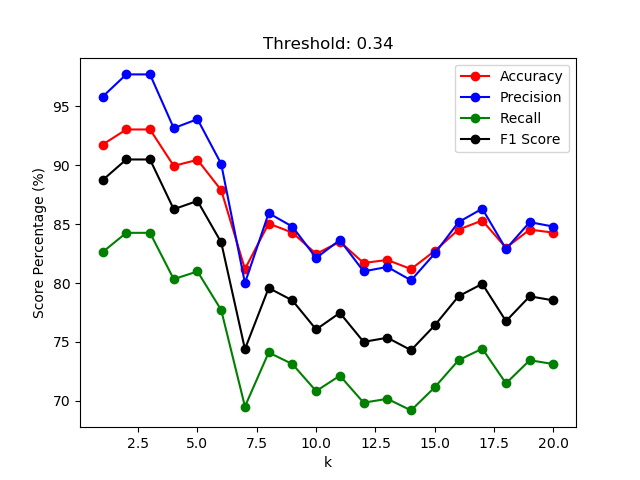 Threshold: 0.34
Accuracy
Precision
Recall
F1 Score
Score Percentage (%)
95
90
85
80
75
70
2.5 5.0 7.5 10.0 12.5 15.0 17.5 20.0
k